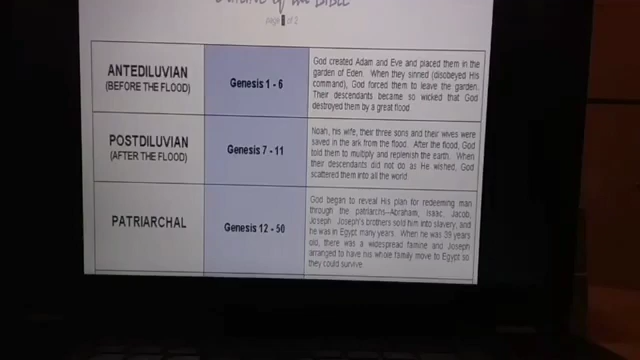 Outline of the Bible
page 1 of 2
ANTEDILUVIAN
(BEFORE THE FLOOD)
Genesis 1 - 6
God created Adam and Eve and placed them in the
garden of Eden. When they sinned (disobeyed His
command), God forced them to leave the garden.
Their descendants became so wicked that God
destroyed them by a great flood.
POSTDILUVIAN
(AFTER THE FLOOD)
Genesis 7 - 11
Noah, his wife, their three sons and their wives were
saved in the ark from the flood. After the flood, God
told them to multiply and replenish the earth. When
their descendants did not do as He wished, God
scattered them into all the world.
PATRIARCHAL
Genesis 12 - 50
God began to reveal His plan for redeeming man
through the patriarchs--Abraham, Isaac, Jacob,
Joseph. Joseph's brothers sold him into slavery, and
he was in Egypt many years. When he was 39 years
old, there was a widespread famine and Joseph
arranged to have his whole family move to Egypt so
they could survive.